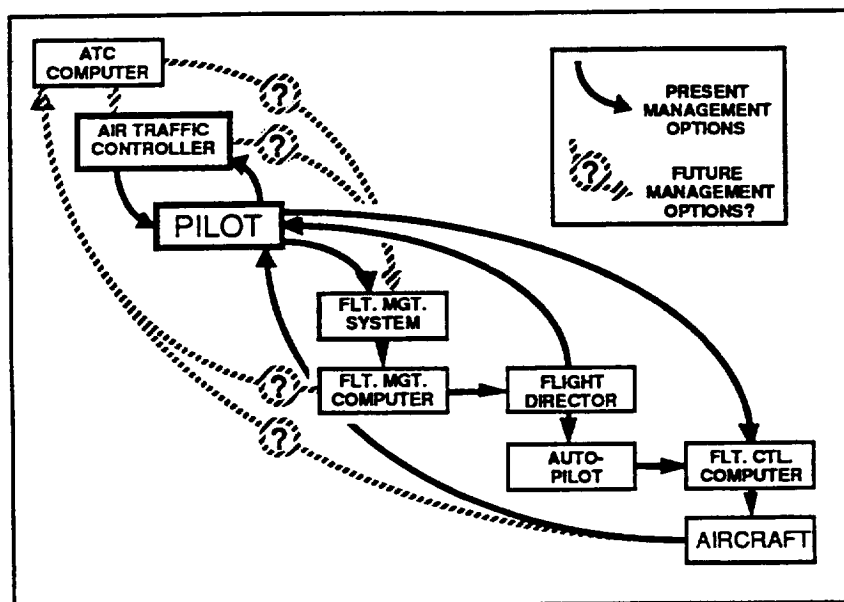 ATC
COMPUTER
?
AIR TRAFFIC
CONTROLLER
?
PILOT
FLT. MGT.
SYSTEM
?
FLT. MGT.
COMPUTER
FLIGHT
DIRECTOR
?
AUTO-
PILOT
FLT. CTL.
COMPUTER
AIRCRAFT
PRESENT
MANAGEMENT
OPTIONS
?
FUTURE
MANAGEMENT
OPTIONS?